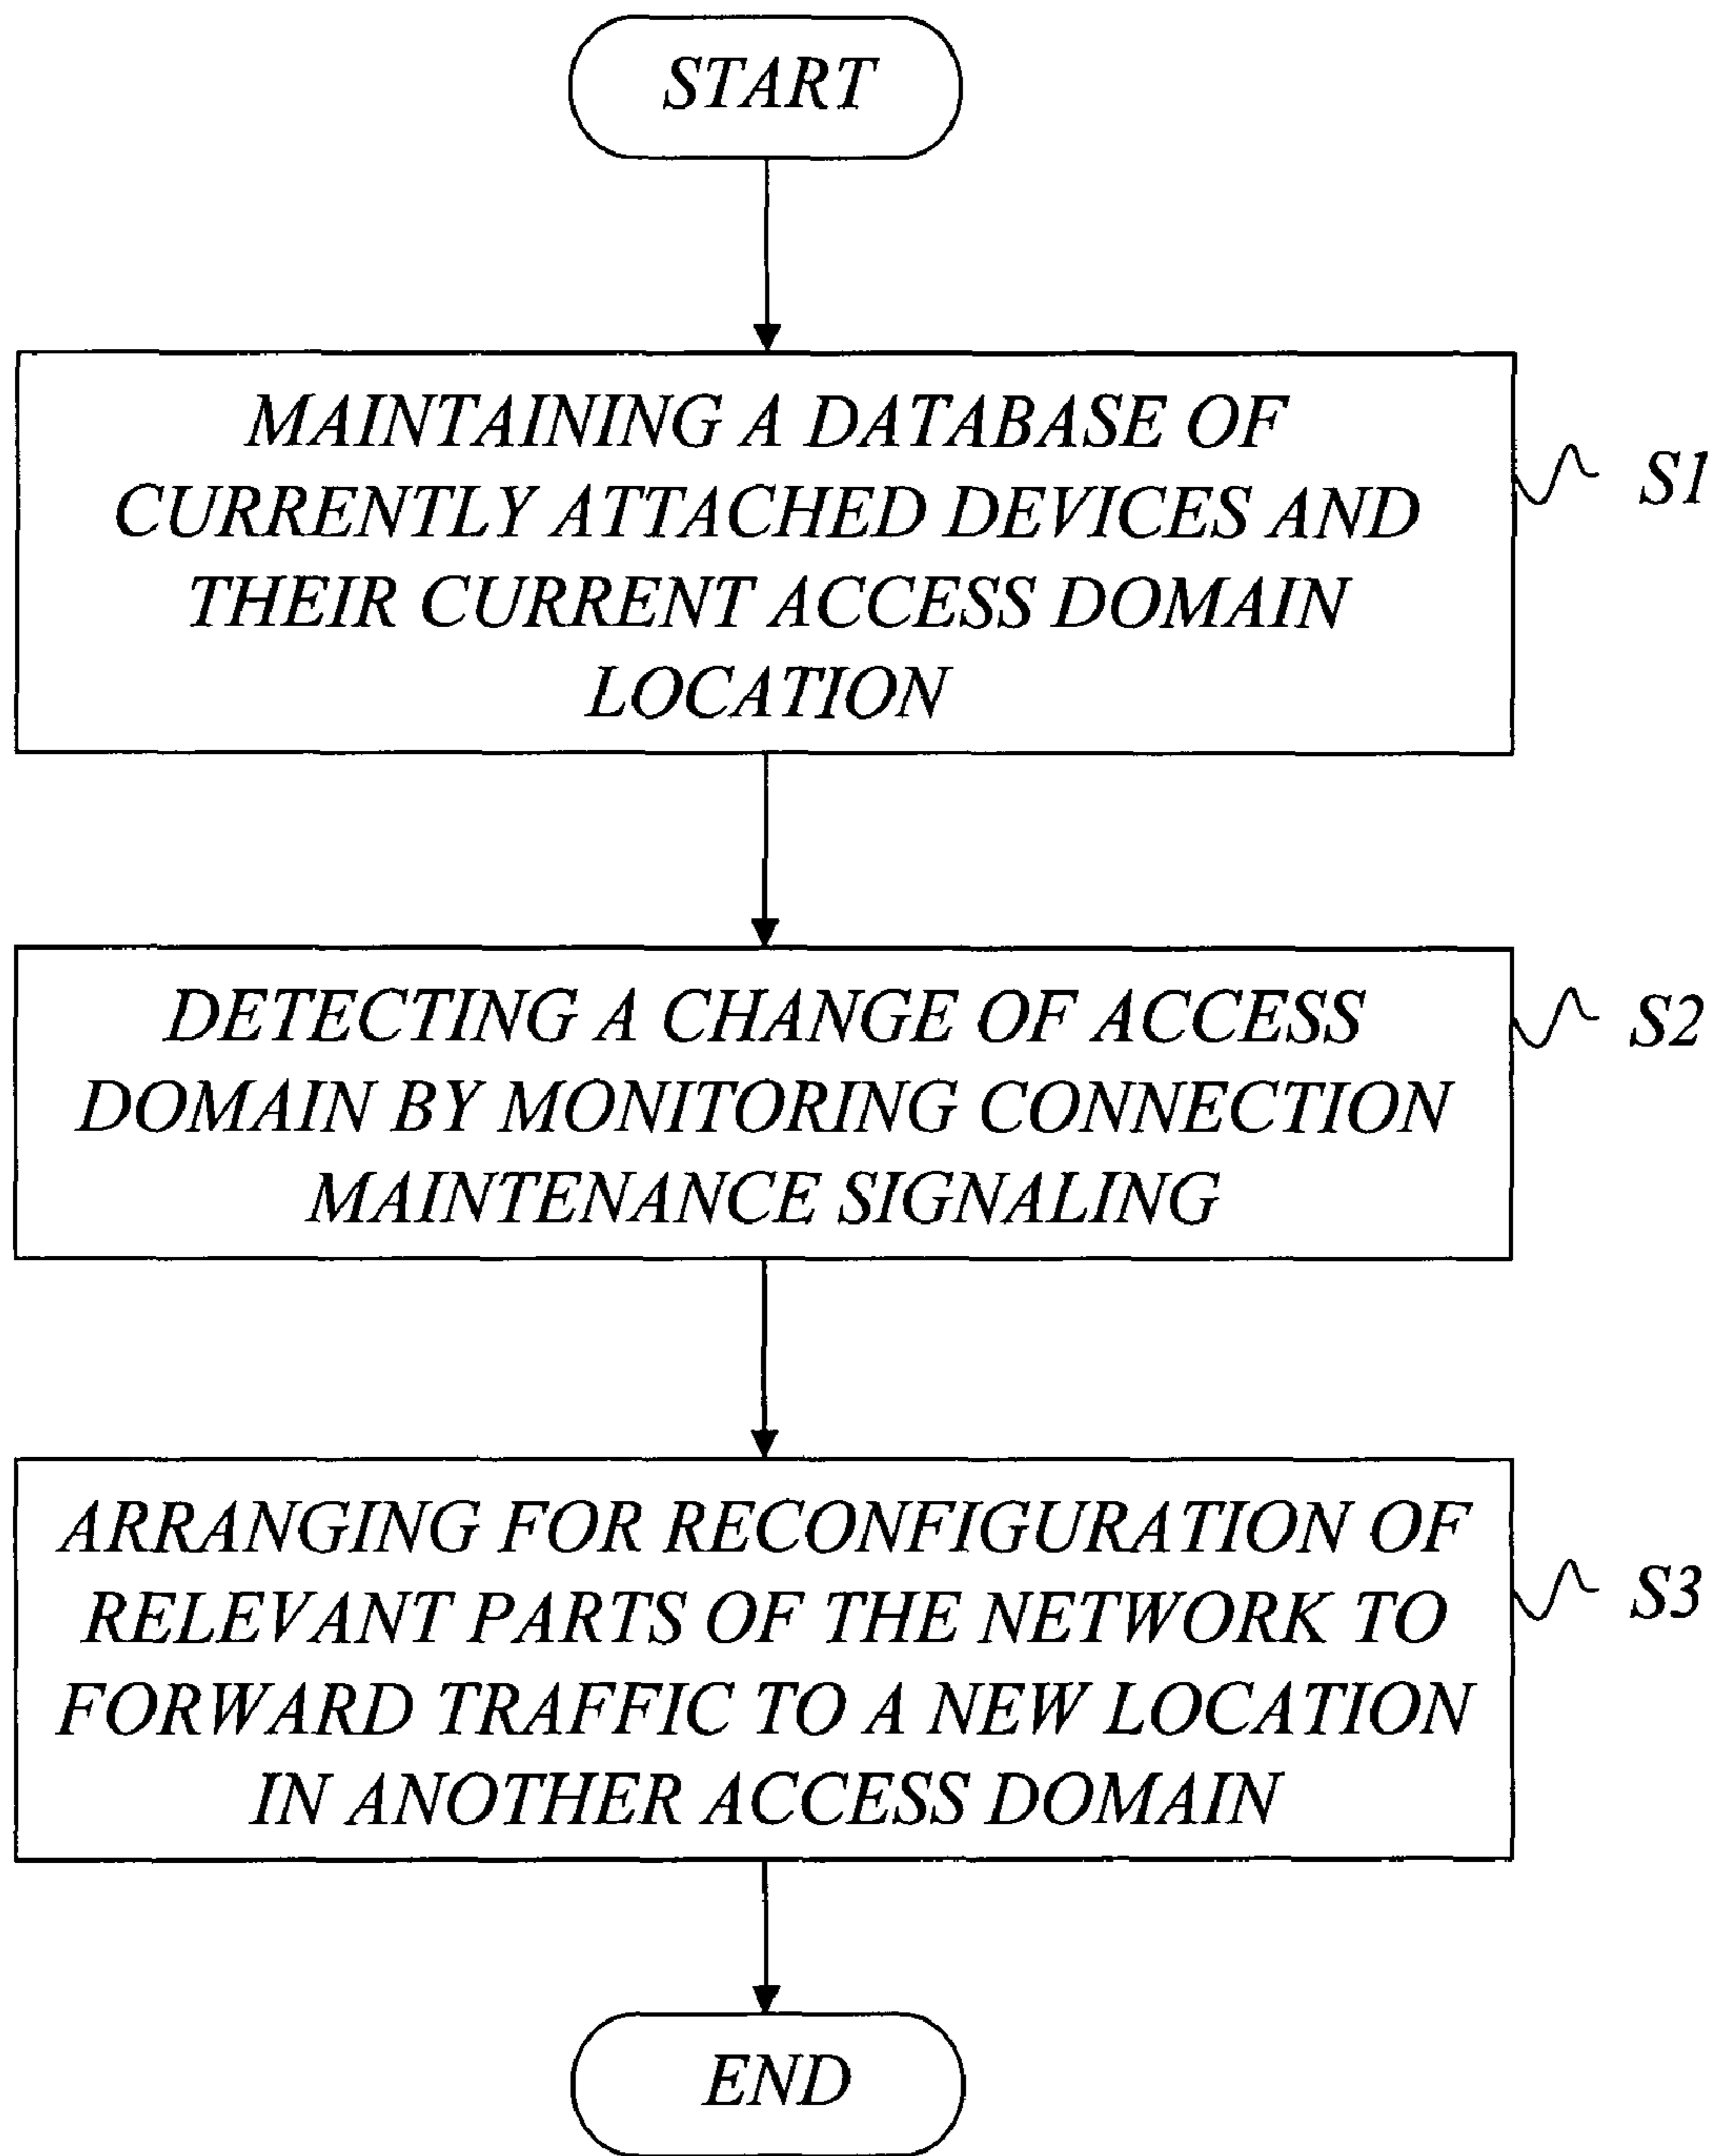 START
MAINTAINING A DATABASE OF
CURRENTLY ATTACHED DEVICES AND
THEIR CURRENT ACCESS DOMAIN
LOCATION
S1
DETECTING A CHANGE OF ACCESS
DOMAIN BY MONITORING CONNECTION
MAINTENANCE SIGNALING
S2
ARRANGING FOR RECONFIGURATION OF
RELEVANT PARTS OF THE NETWORK TO
FORWARD TRAFFIC TO A NEW LOCATION
IN ANOTHER ACCESS DOMAIN
S3
END